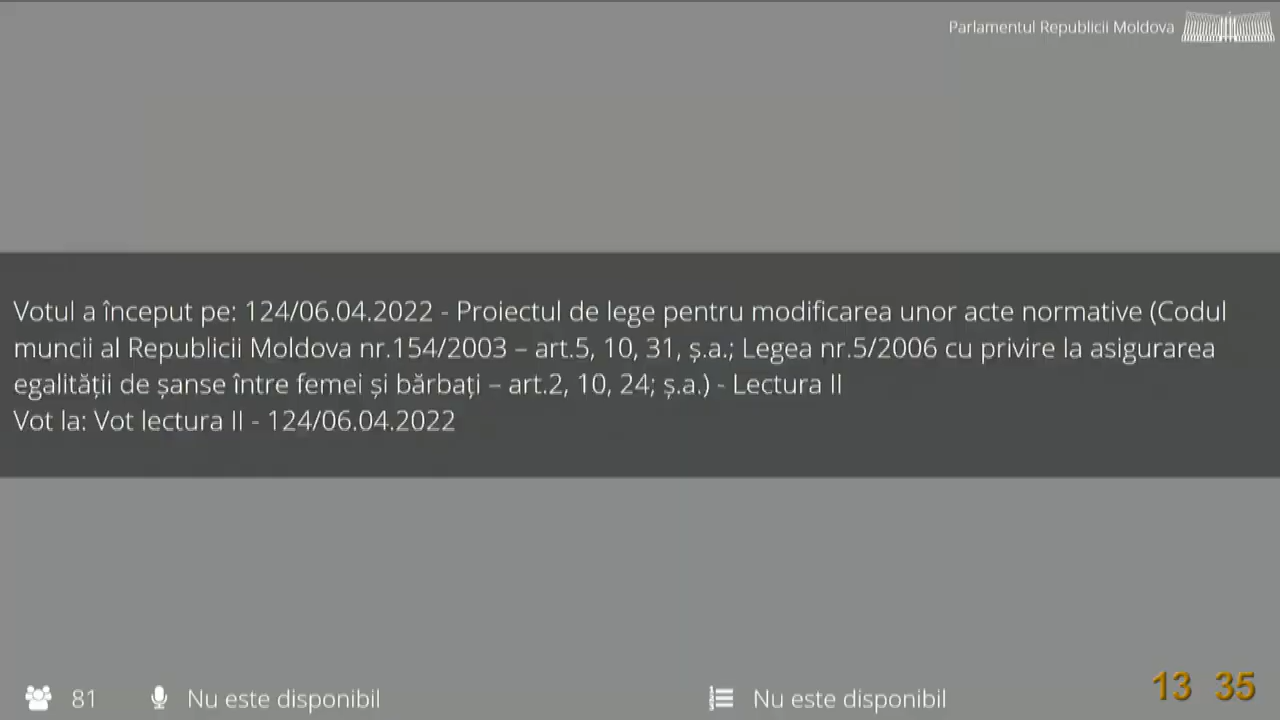 Parlamentul Republicii Moldova
Votul a început pe: 124/06.04.2022 - Proiectul de lege pentru modificarea unor acte normative (Codul
muncii al Republicii Moldova nr.154/2003 – art.5, 10, 31, ș.a.; Legea nr.5/2006 cu privire la asigurarea
egalității de șanse între femei și bărbați – art.2, 10, 24; ș.a.) - Lectura II
Vot la: Vot lectura II - 124/06.04.2022
81 Nu este disponibil Nu este disponibil 13 35